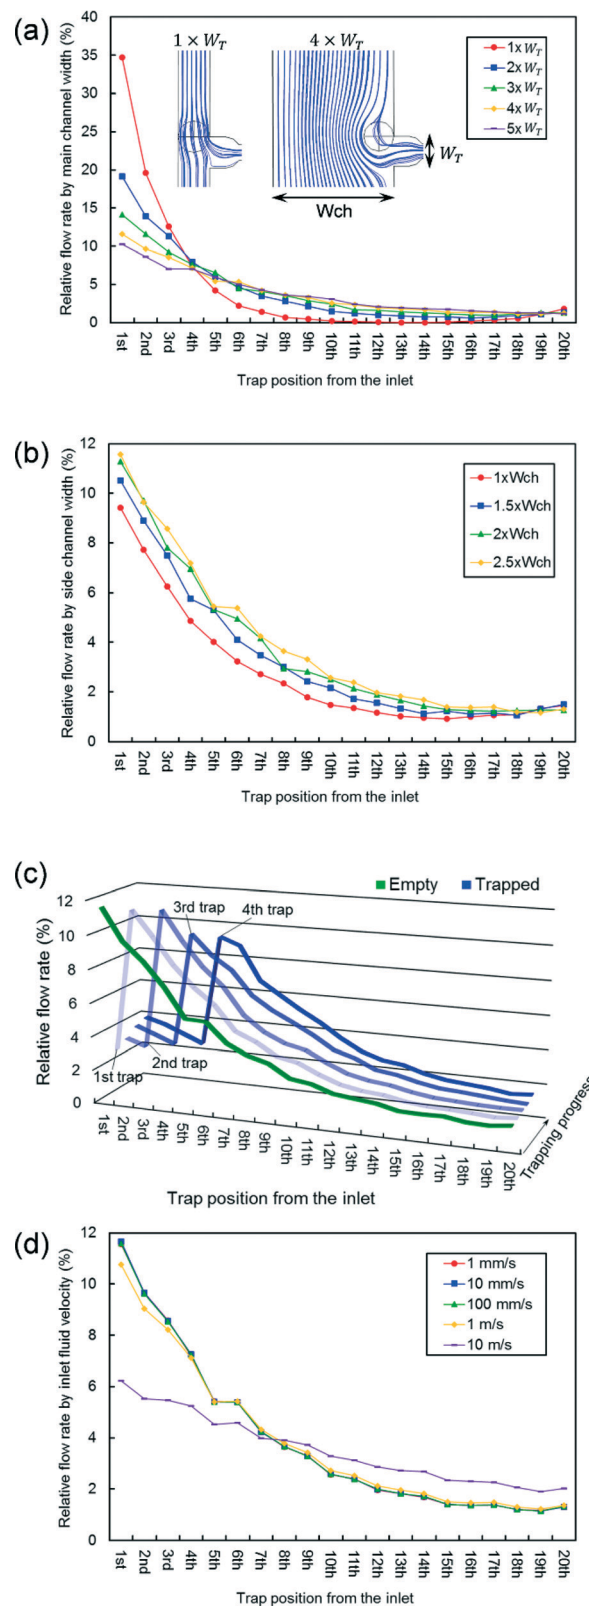 (a)
Relative flow rate by main channel width (%)
40
35
30
25
20
15
10
5
0
1 × W_T
4 × W_T
W_T
Wch
1x W_T
2x W_T
3x W_T
4x W_T
5x W_T
1st
2nd
3rd
4th
5th
6th
7th
8th
9th
10th
11th
12th
13th
14th
15th
16th
17th
18th
19th
20th
Trap position from the inlet
(b)
Relative flow rate by side channel width (%)
12
10
8
6
4
2
0
1xWch
1.5xWch
2xWch
2.5xWch
1st
2nd
3rd
4th
5th
6th
7th
8th
9th
10th
11th
12th
13th
14th
15th
16th
17th
18th
19th
20th
Trap position from the inlet
(c)
Empty
Trapped
Relative flow rate (%)
12
10
8
6
4
2
0
3rd trap
4th trap
2nd trap
1st trap
1st
2nd
3rd
4th
5th
6th
7th
8th
9th
10th
11th
12th
13th
14th
15th
16th
17th
18th
19th
20th
Trapping progress
Trap position from the inlet
(d)
Relative flow rate by inlet fluid velocity (%)
12
10
8
6
4
2
0
1 mm/s
10 mm/s
100 mm/s
1 m/s
10 m/s
1st
2nd
3rd
4th
5th
6th
7th
8th
9th
10th
11th
12th
13th
14th
15th
16th
17th
18th
19th
20th
Trap position from the inlet